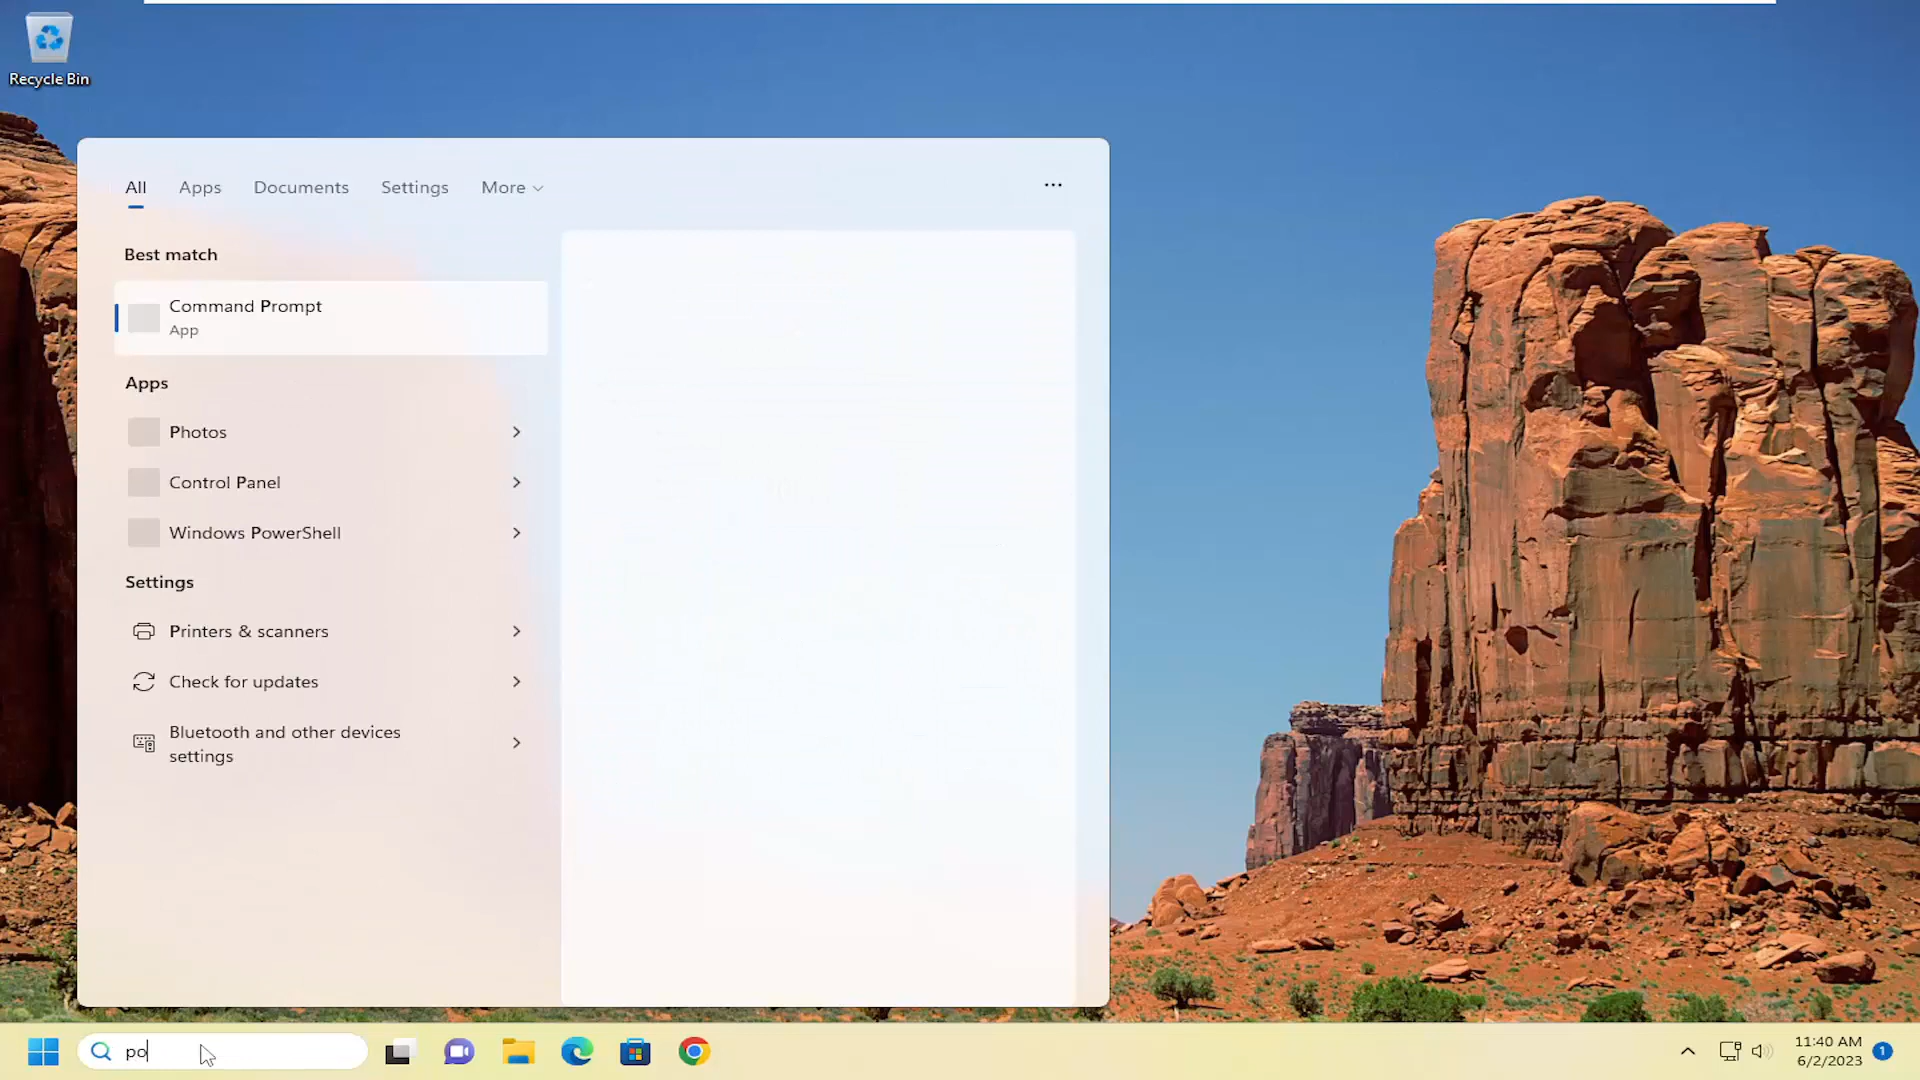 Recycle Bin
All Apps Documents Settings More ...
Best match
Command Prompt
App
Apps
Photos
Control Panel
Windows PowerShell
Settings
Printers & scanners
Check for updates
Bluetooth and other devices
settings
po
11:40 AM
6/2/2023
1